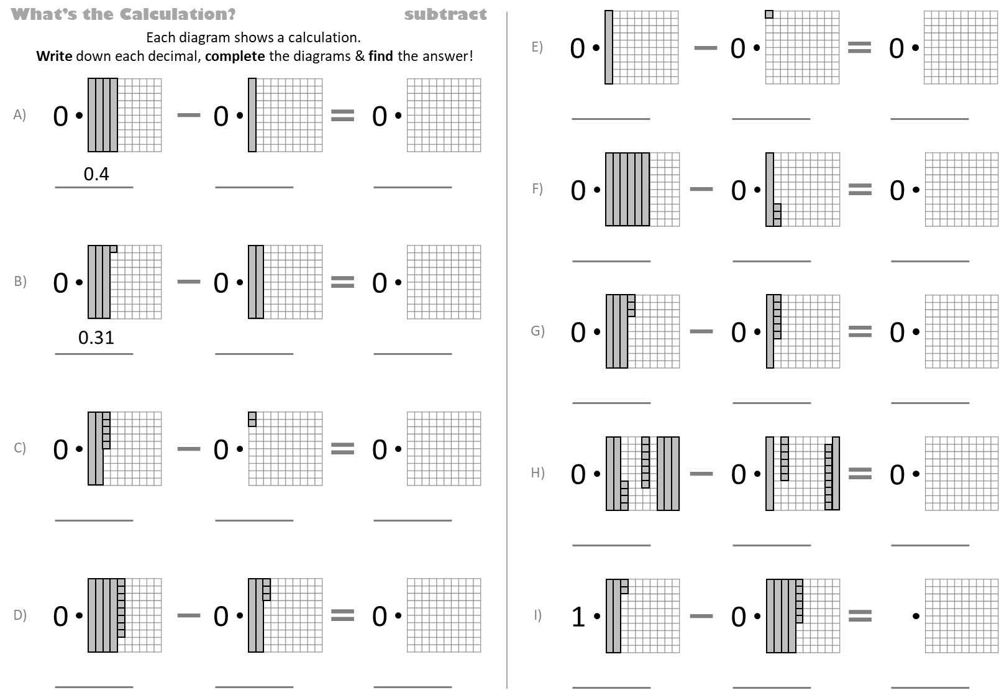 What's the Calculation? subtract
Each diagram shows a calculation.
Write down each decimal, complete the diagrams & find the answer!
A) 0 • − 0 • = 0 •
0.4
B) 0 • − 0 • = 0 •
0.31
C) 0 • − 0 • = 0 •
D) 0 • − 0 • = 0 •
E) 0 • − 0 • = 0 •
F) 0 • − 0 • = 0 •
G) 0 • − 0 • = 0 •
H) 0 • − 0 • = 0 •
I) 1 • − 0 • = •